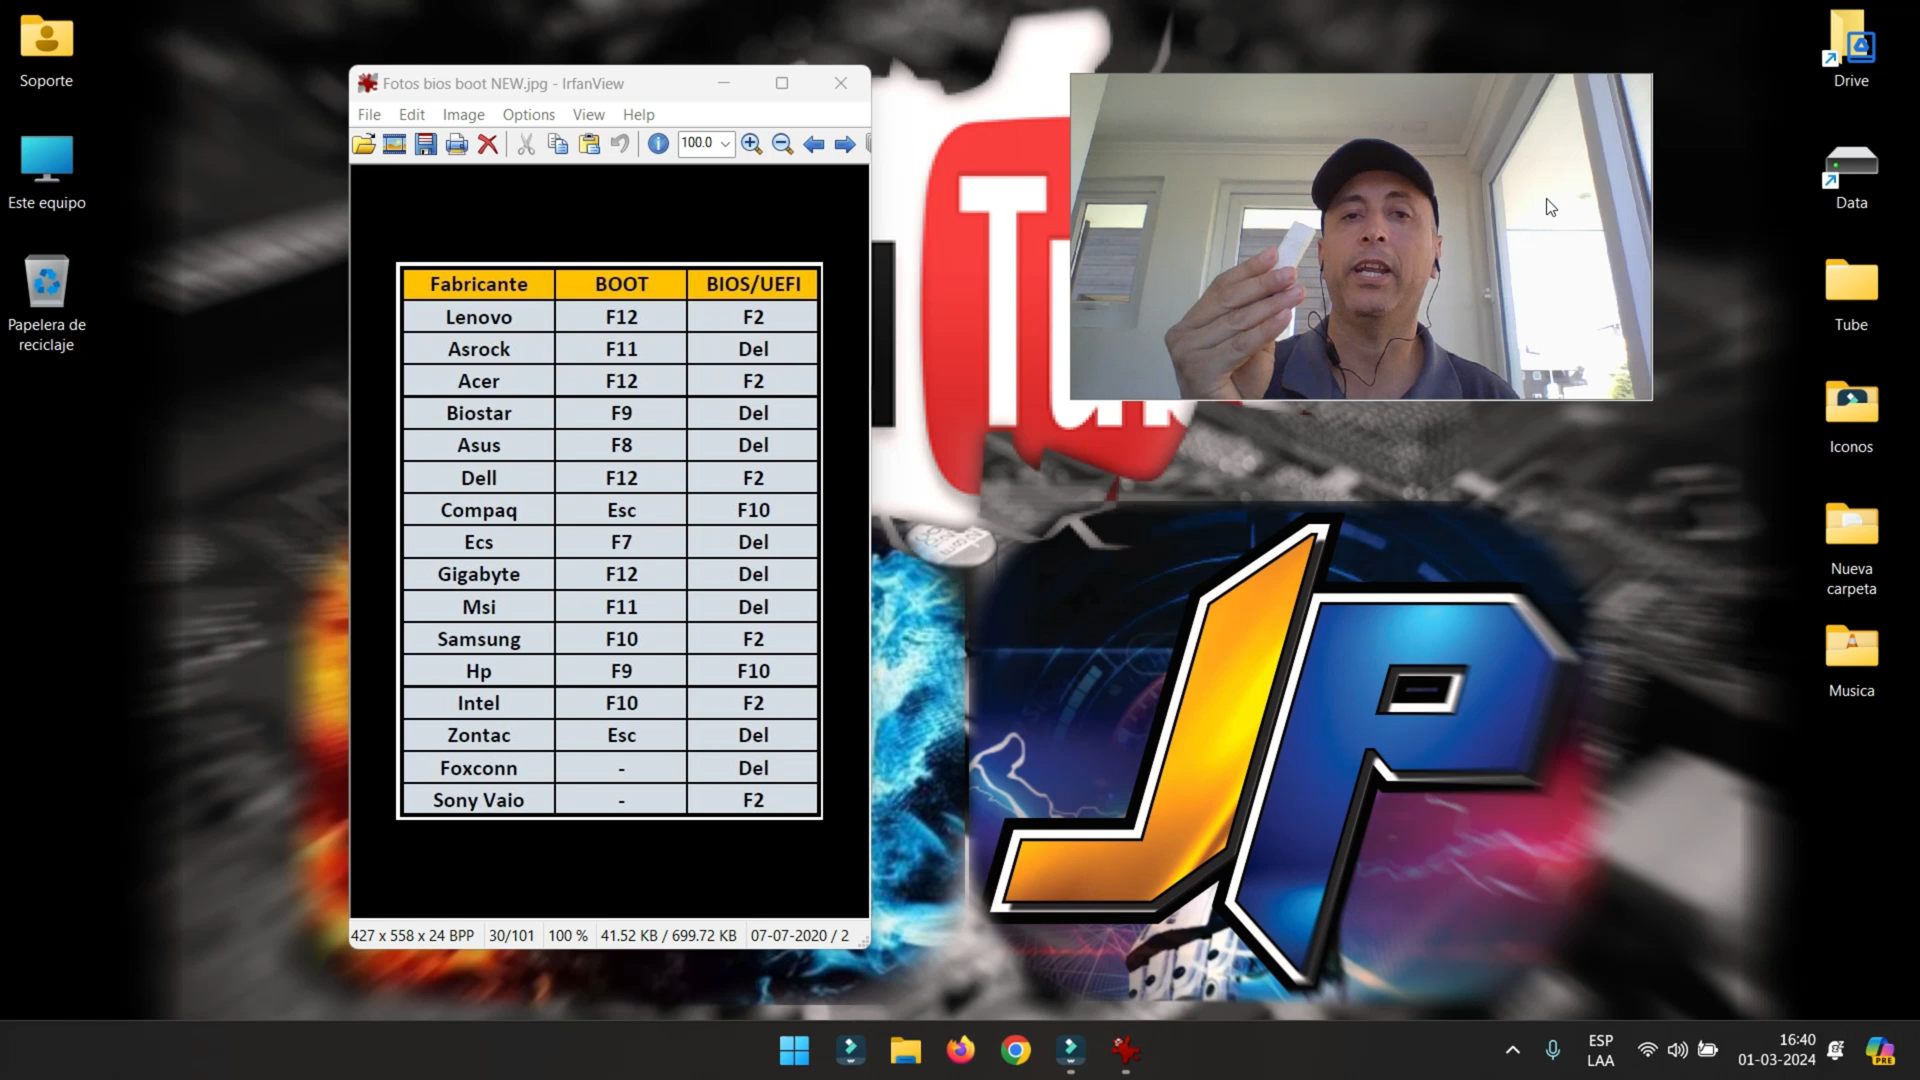 Soporte
Este equipo
Papelera de
reciclaje
Fotos bios boot NEW.jpg - IrfanView
File Edit Image Options View Help
100.0
Fabricante BOOT BIOS/UEFI
Lenovo F12 F2
Asrock F11 Del
Acer F12 F2
Biostar F9 Del
Asus F8 Del
Dell F12 F2
Compaq Esc F10
Ecs F7 Del
Gigabyte F12 Del
Msi F11 Del
Samsung F10 F2
Hp F9 F10
Intel F10 F2
Zontac Esc Del
Foxconn - Del
Sony Vaio - F2
427 x 558 x 24 BPP 30/101 100 % 41.52 KB / 699.72 KB 07-07-2020 / 2
JP
Drive
Data
Tube
Iconos
Nueva
carpeta
Musica
ESP
LAA
16:40
01-03-2024
PRE